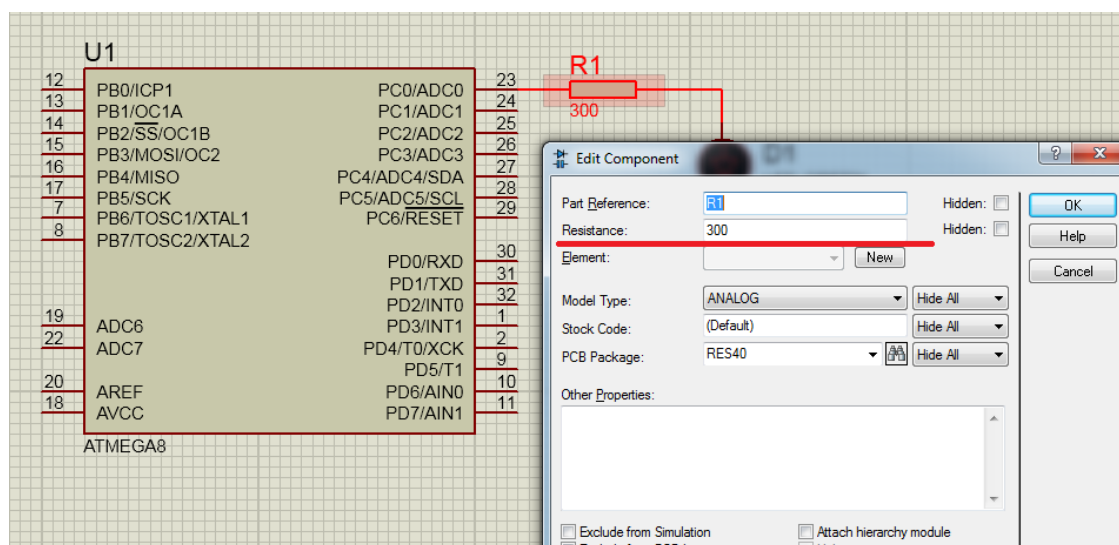 U1
12 PB0/ICP1 PC0/ADC0 23
13 PB1/OC1A PC1/ADC1 24
14 PB2/SS/OC1B PC2/ADC2 25
15 PB3/MOSI/OC2 PC3/ADC3 26
16 PB4/MISO PC4/ADC4/SDA 27
17 PB5/SCK PC5/ADC5/SCL 28
7 PB6/TOSC1/XTAL1 PC6/RESET 29
8 PB7/TOSC2/XTAL2
PD0/RXD 30
PD1/TXD 31
PD2/INT0 32
19 ADC6 PD3/INT1 1
22 ADC7 PD4/T0/XCK 2
PD5/T1 9
20 AREF PD6/AIN0 10
18 AVCC PD7/AIN1 11
ATMEGA8
R1
300
D1
Edit Component
? X
Part Reference: R1 Hidden: OK
Resistance: 300 Hidden: Help
Element: New Cancel
Model Type: ANALOG Hide All
Stock Code: (Default) Hide All
PCB Package: RES40 Hide All
Other Properties:
Exclude from Simulation Attach hierarchy module